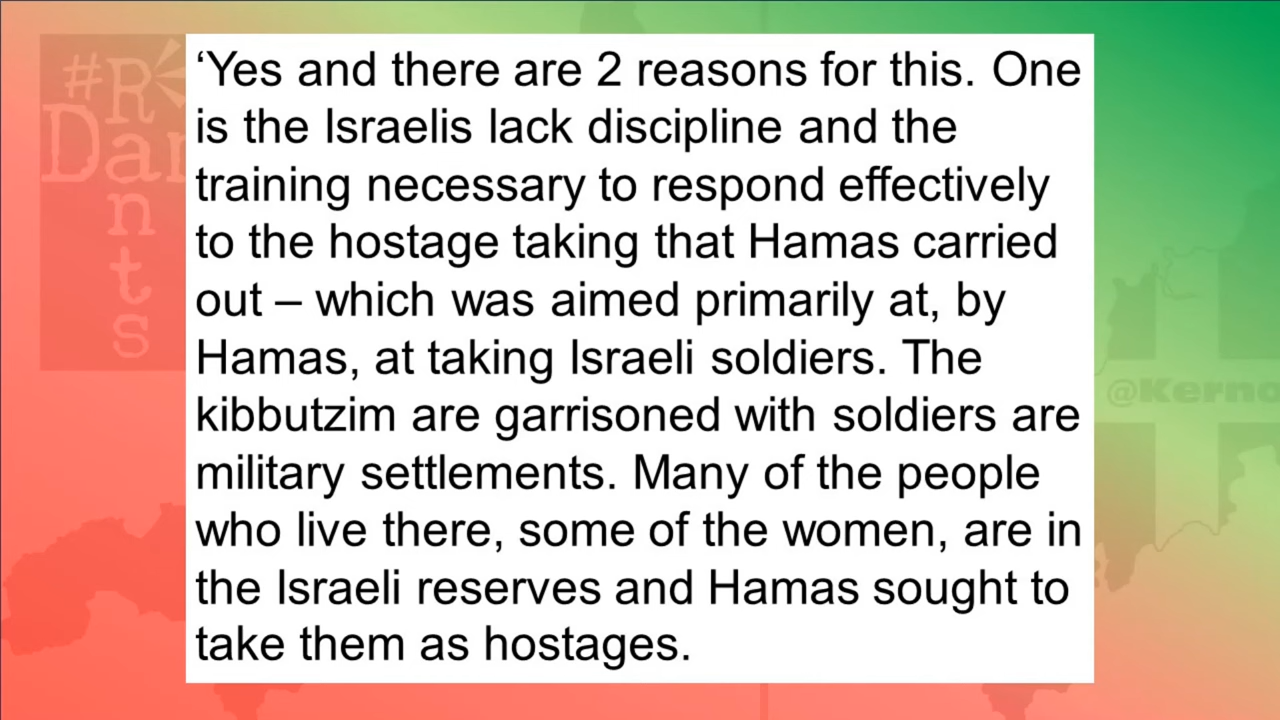 #R
Dan
n
t
s
‘Yes and there are 2 reasons for this. One
is the Israelis lack discipline and the
training necessary to respond effectively
to the hostage taking that Hamas carried
out – which was aimed primarily at, by
Hamas, at taking Israeli soldiers. The
kibbutzim are garrisoned with soldiers are
military settlements. Many of the people
who live there, some of the women, are in
the Israeli reserves and Hamas sought to
take them as hostages.
@Kerno